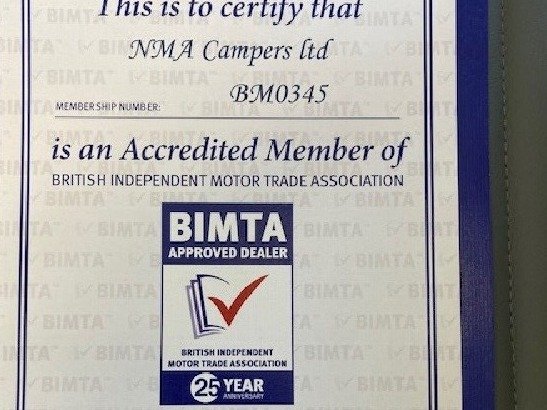 This is to certify that
NMA Campers ltd
BM0345
MEMBERSHIP NUMBER:
is an Accredited Member of
BRITISH INDEPENDENT MOTOR TRADE ASSOCIATION
BIMTA
APPROVED DEALER
BRITISH INDEPENDENT
MOTOR TRADE ASSOCIATION
25 YEAR
ANNIVERSARY